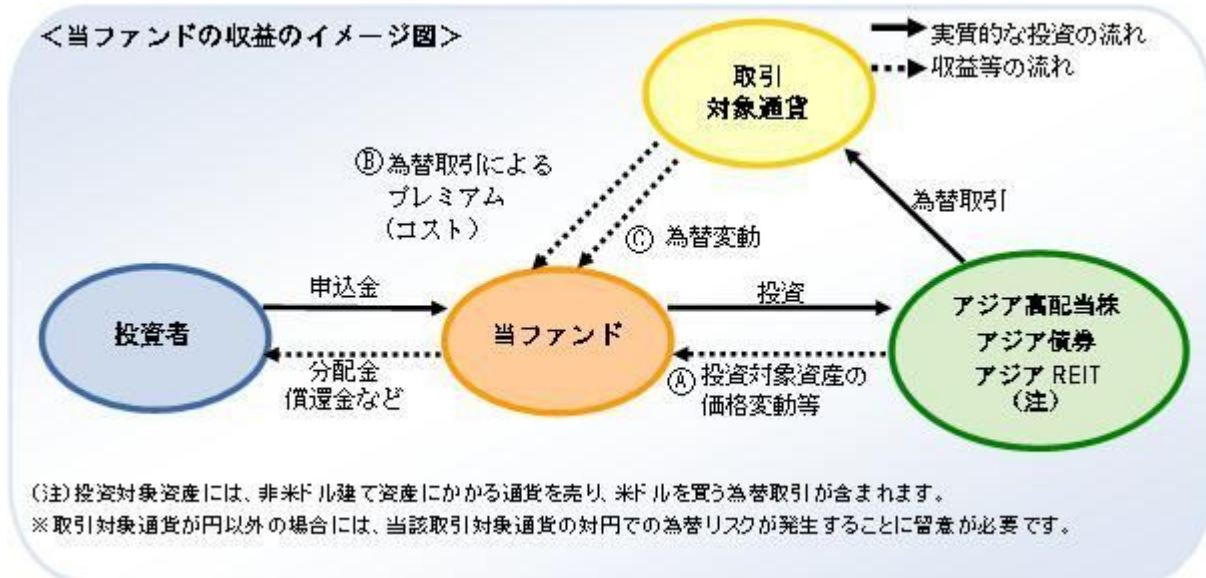 ＜当ファンドの収益のイメージ図＞
実質的な投資の流れ
収益等の流れ
取引
対象通貨
Ⓑ為替取引による
プレミアム
（コスト）
Ⓒ 為替変動
為替取引
投資者
申込金
分配金
償還金など
当ファンド
投資
Ⓐ投資対象資産の
価格変動等
アジア高配当株
アジア債券
アジア REIT
（注）
（注）投資対象資産には、非米ドル建て資産にかかる通貨を売り、米ドルを買う為替取引が含まれます。
※取引対象通貨が円以外の場合には、当該取引対象通貨の対円での為替リスクが発生することに留意が必要です。